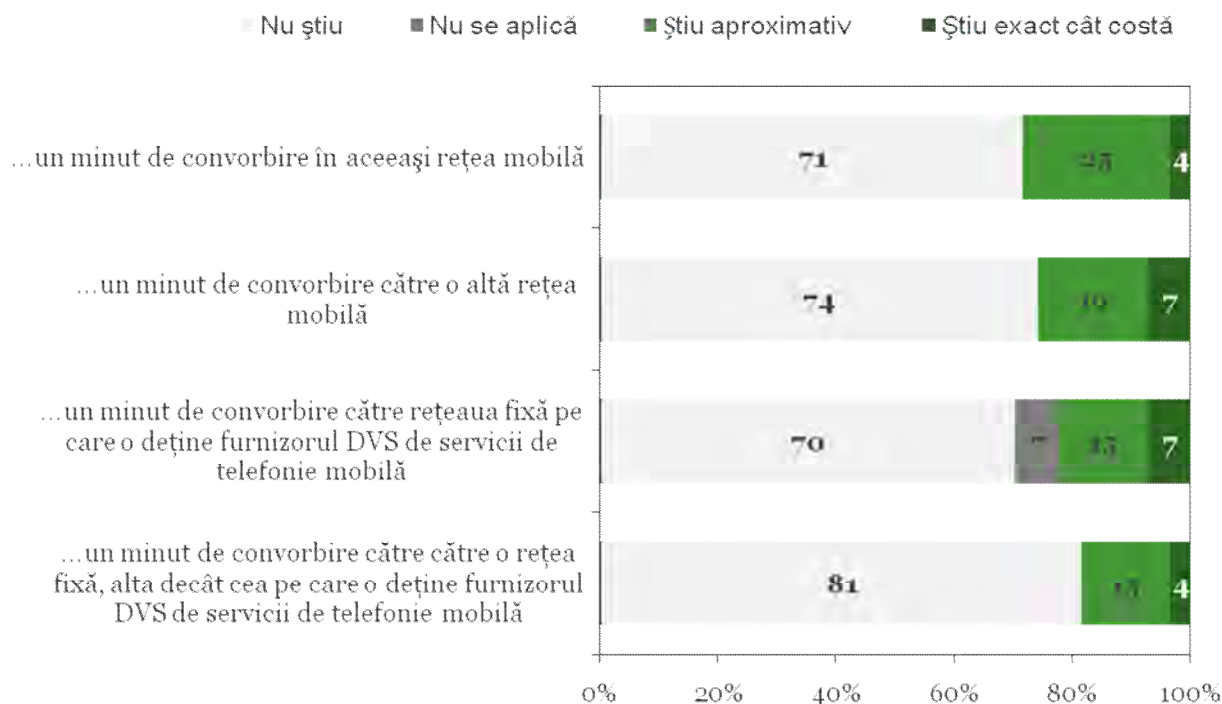 Nu ştiu Nu se aplică Ştiu aproximativ Ştiu exact cât costă
...un minut de convorbire în aceeaşi reţea mobilă
71 25 4
...un minut de convorbire către o altă reţea
mobilă
74 19 7
...un minut de convorbire către reţeaua fixă pe
care o deţine furnizorul DVS de servicii de
telefonie mobilă
70 7 15 7
...un minut de convorbire către către o reţea
fixă, alta decât cea pe care o deţine furnizorul
DVS de servicii de telefonie mobilă
81 15 4
0% 20% 40% 60% 80% 100%